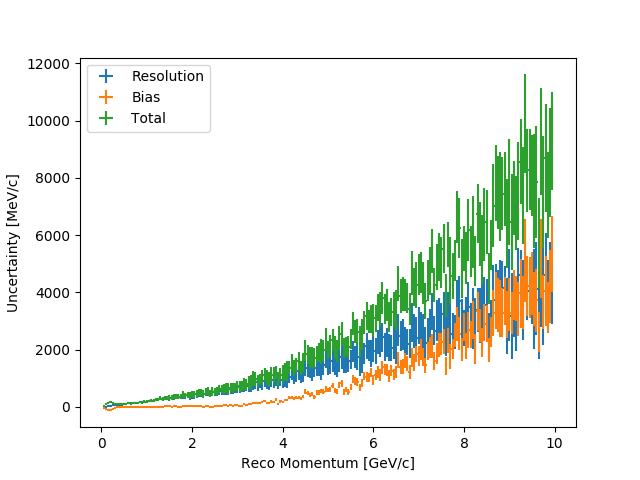 12000
10000
8000
6000
4000
2000
0
Uncertainty [MeV/c]
Resolution
Bias
Total
0 2 4 6 8 10
Reco Momentum [GeV/c]